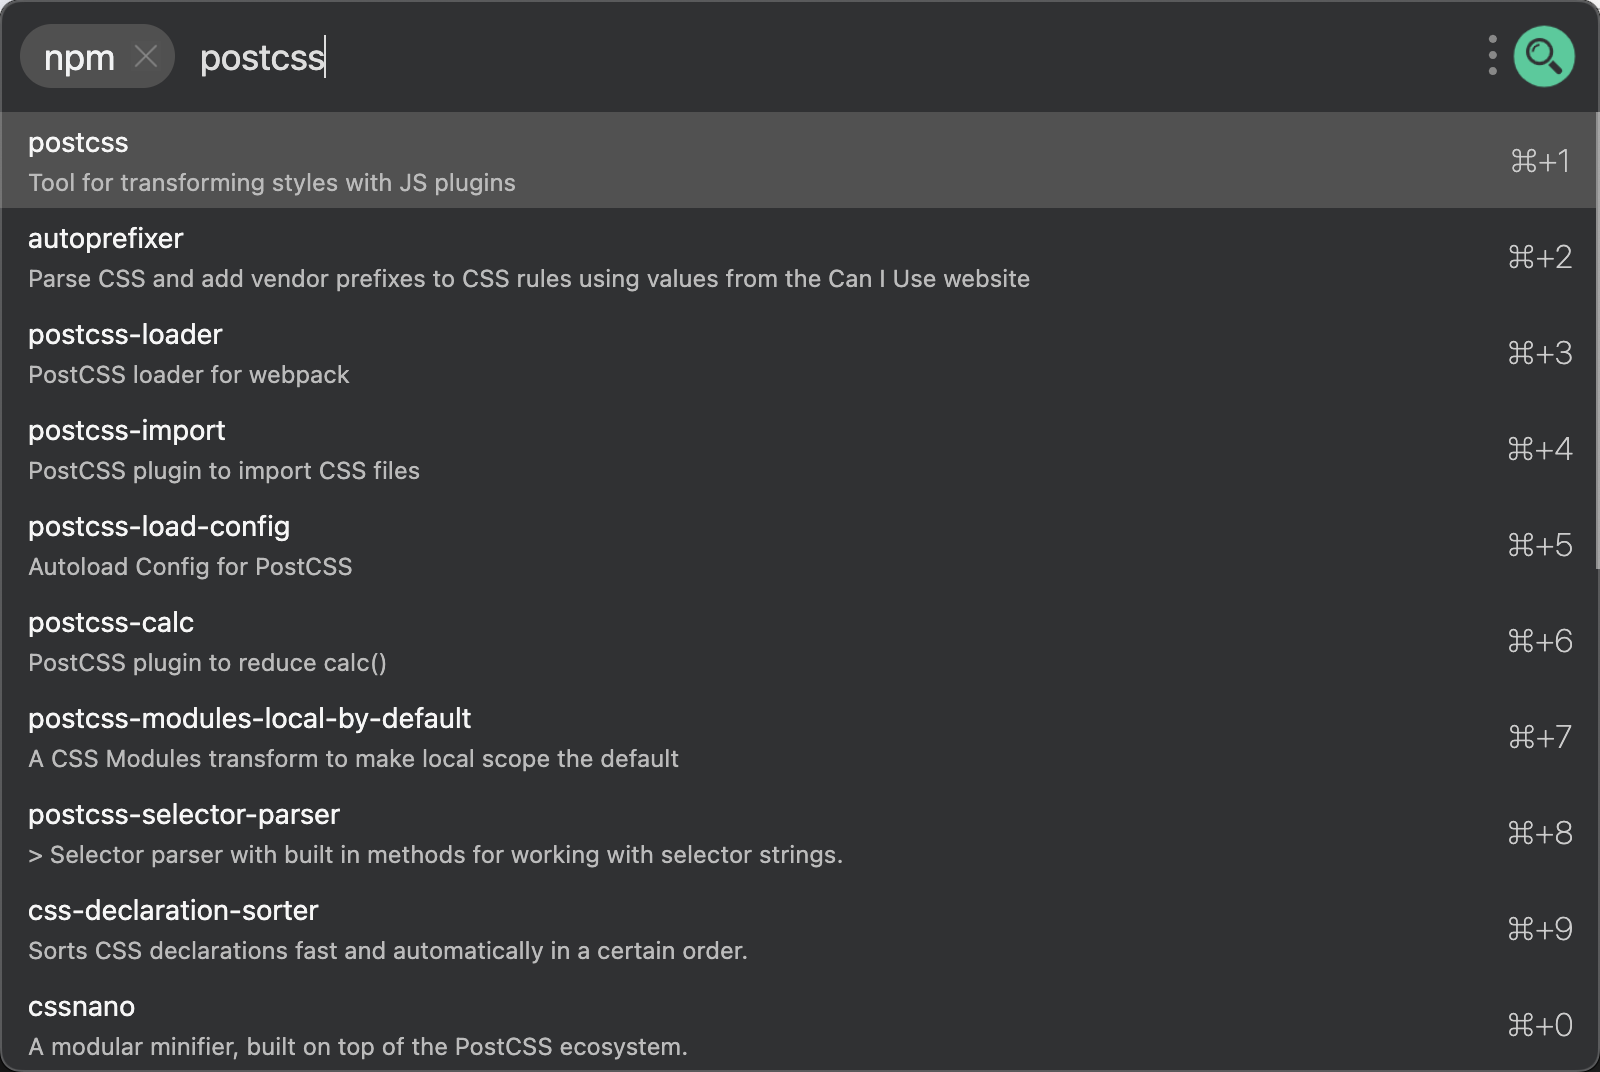 npm postcss
postcss
Tool for transforming styles with JS plugins
⌘+1
autoprefixer
Parse CSS and add vendor prefixes to CSS rules using values from the Can I Use website
⌘+2
postcss-loader
PostCSS loader for webpack
⌘+3
postcss-import
PostCSS plugin to import CSS files
⌘+4
postcss-load-config
Autoload Config for PostCSS
⌘+5
postcss-calc
PostCSS plugin to reduce calc()
⌘+6
postcss-modules-local-by-default
A CSS Modules transform to make local scope the default
⌘+7
postcss-selector-parser
> Selector parser with built in methods for working with selector strings.
⌘+8
css-declaration-sorter
Sorts CSS declarations fast and automatically in a certain order.
⌘+9
cssnano
A modular minifier, built on top of the PostCSS ecosystem.
⌘+0